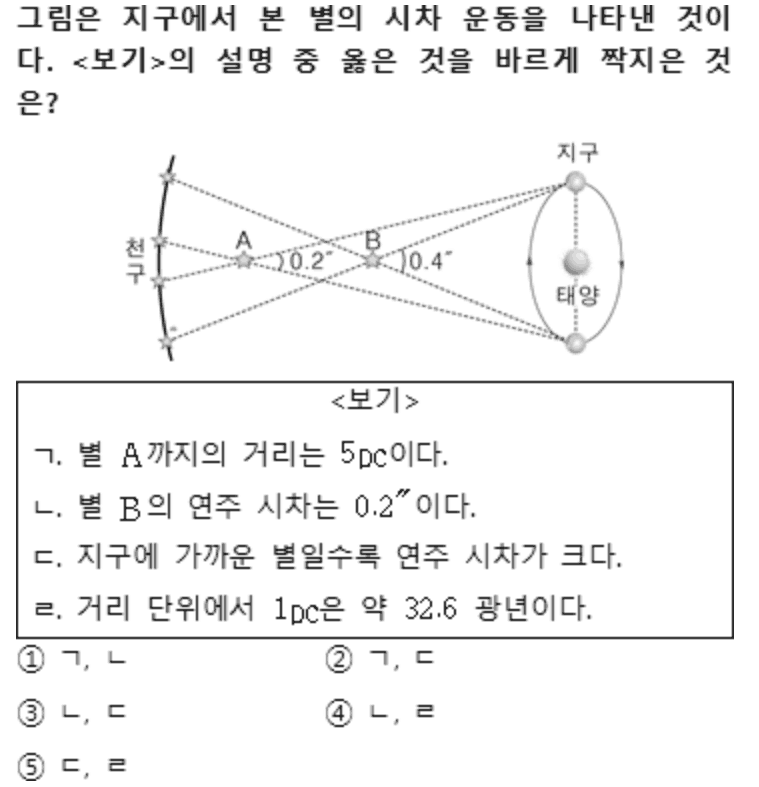 그림은 지구에서 본 별의 시차 운동을 나타낸 것이
다. <보기>의 설명 중 옳은 것을 바르게 짝지은 것
은?
지구
천구
A
B
0.2″
0.4″
태양
<보기>
ㄱ. 별 A까지의 거리는 5pc이다.
ㄴ. 별 B의 연주 시차는 0.2″이다.
ㄷ. 지구에 가까운 별일수록 연주 시차가 크다.
ㄹ. 거리 단위에서 1pc은 약 32.6 광년이다.
① ㄱ, ㄴ ② ㄱ, ㄷ
③ ㄴ, ㄷ ④ ㄴ, ㄹ
⑤ ㄷ, ㄹ